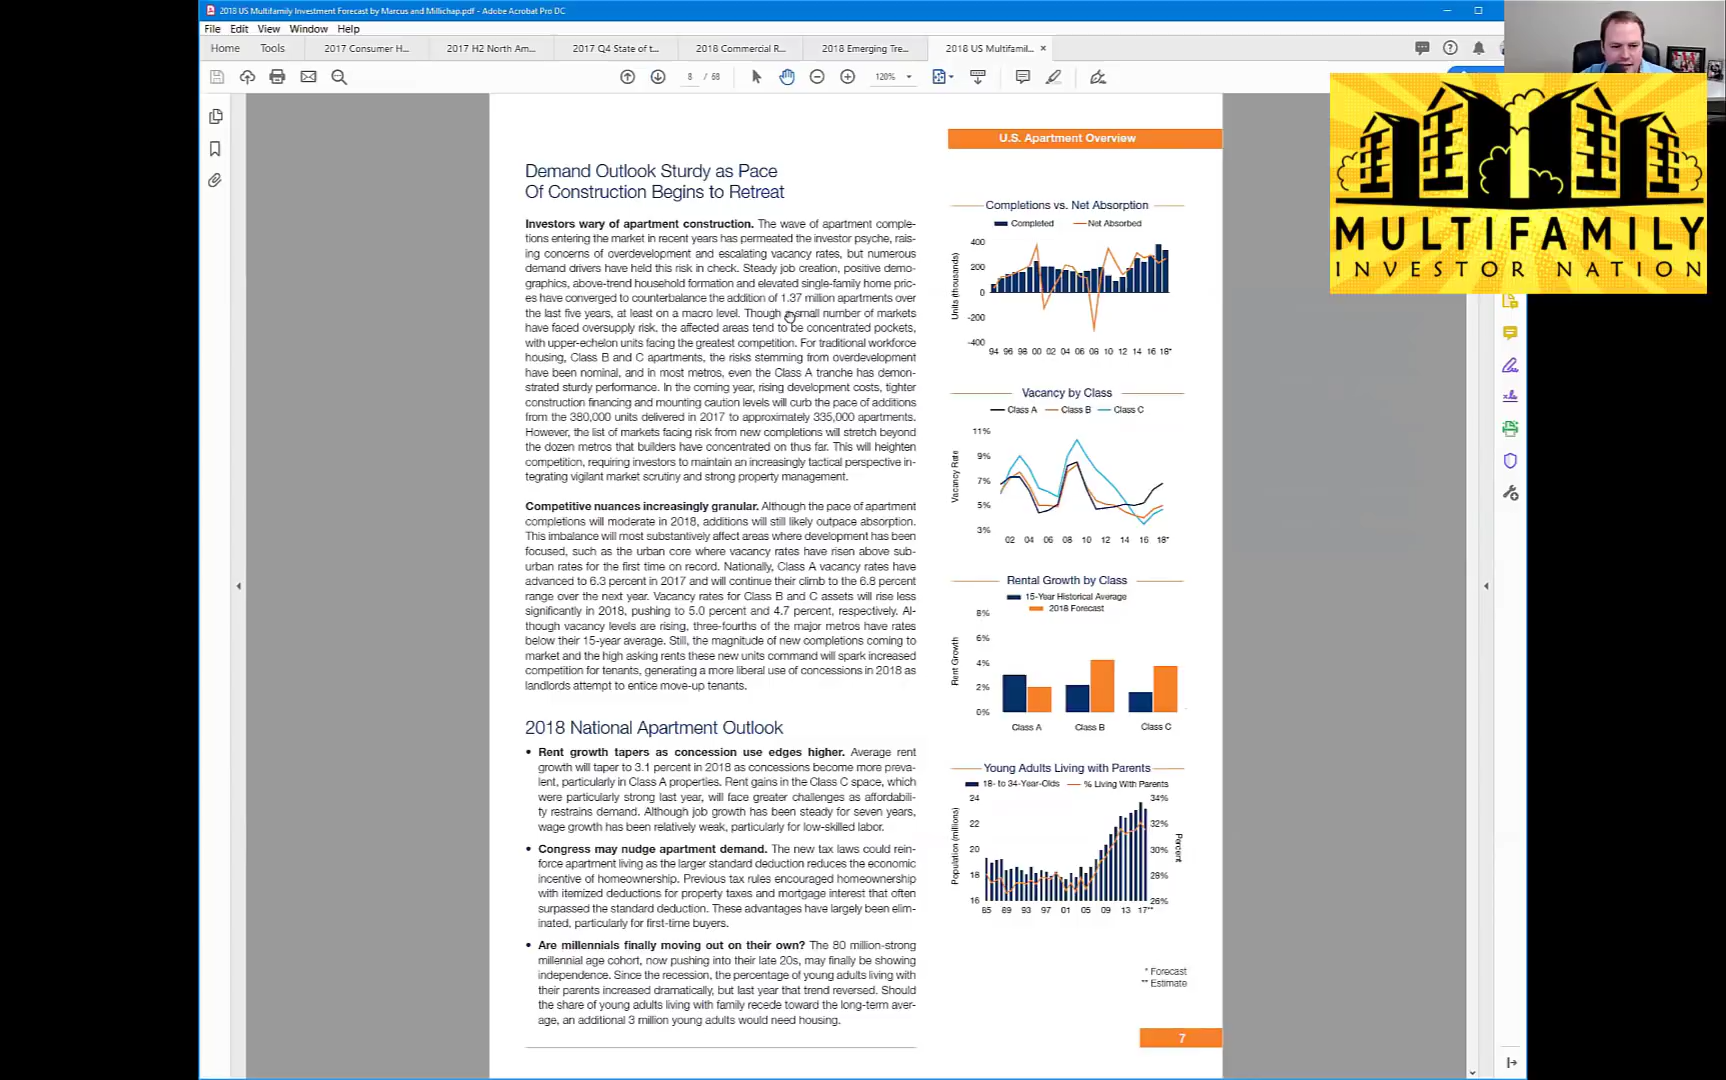 2018 US Multifamily Investment Forecast by Marcus and Millichap.pdf - Adobe Acrobat Pro DC
File Edit View Window Help
Home Tools 2017 Consumer H... 2017 H2 North Am... 2017 Q4 State of t... 2018 Commercial R... 2018 Emerging Tre... 2018 US Multifamil... ×
8 / 68 120%
MULTIFAMILY
INVESTOR NATION
U.S. Apartment Overview
Demand Outlook Sturdy as Pace
Of Construction Begins to Retreat
Investors wary of apartment construction. The wave of apartment comple-
tions entering the market in recent years has permeated the investor psyche, rais-
ing concerns of overdevelopment and escalating vacancy rates, but numerous
demand drivers have held this risk in check. Steady job creation, positive demo-
graphics, above-trend household formation and elevated single-family home pric-
es have converged to counterbalance the addition of 1.37 million apartments over
the last five years, at least on a macro level. Though a small number of markets
have faced oversupply risk, the affected areas tend to be concentrated pockets,
with upper-echelon units facing the greatest competition. For traditional workforce
housing, Class B and C apartments, the risks stemming from overdevelopment
have been nominal, and in most metros, even the Class A tranche has demon-
strated sturdy performance. In the coming year, rising development costs, tighter
construction financing and mounting caution levels will curb the pace of additions
from the 380,000 units delivered in 2017 to approximately 335,000 apartments.
However, the list of markets facing risk from new completions will stretch beyond
the dozen metros that builders have concentrated on thus far. This will heighten
competition, requiring investors to maintain an increasingly tactical perspective in-
tegrating vigilant market scrutiny and strong property management.
Competitive nuances increasingly granular. Although the pace of apartment
completions will moderate in 2018, additions will still likely outpace absorption.
This imbalance will most substantively affect areas where development has been
focused, such as the urban core where vacancy rates have risen above sub-
urban rates for the first time on record. Nationally, Class A vacancy rates have
advanced to 6.3 percent in 2017 and will continue their climb to the 6.8 percent
range over the next year. Vacancy rates for Class B and C assets will rise less
significantly in 2018, pushing to 5.0 percent and 4.7 percent, respectively. Al-
though vacancy levels are rising, three-fourths of the major metros have rates
below their 15-year average. Still, the magnitude of new completions coming to
market and the high asking rents these new units command will spark increased
competition for tenants, generating a more liberal use of concessions in 2018 as
landlords attempt to entice move-up tenants.
2018 National Apartment Outlook
• Rent growth tapers as concession use edges higher. Average rent
growth will taper to 3.1 percent in 2018 as concessions become more preva-
lent, particularly in Class A properties. Rent gains in the Class C space, which
were particularly strong last year, will face greater challenges as affordabili-
ty restrains demand. Although job growth has been steady for seven years,
wage growth has been relatively weak, particularly for low-skilled labor.
• Congress may nudge apartment demand. The new tax laws could rein-
force apartment living as the larger standard deduction reduces the economic
incentive of homeownership. Previous tax rules encouraged homeownership
with itemized deductions for property taxes and mortgage interest that often
surpassed the standard deduction. These advantages have largely been elim-
inated, particularly for first-time buyers.
• Are millennials finally moving out on their own? The 80 million-strong
millennial age cohort, now pushing into their late 20s, may finally be showing
independence. Since the recession, the percentage of young adults living with
their parents increased dramatically, but last year that trend reversed. Should
the share of young adults living with family recede toward the long-term aver-
age, an additional 3 million young adults would need housing.
Completions vs. Net Absorption
Completed Net Absorbed
Units (thousands)
400
200
0
-200
-400
94 96 98 00 02 04 06 08 10 12 14 16 18*
Vacancy by Class
Class A Class B Class C
Vacancy Rate
11%
9%
7%
5%
3%
02 04 06 08 10 12 14 16 18*
Rental Growth by Class
15-Year Historical Average
2018 Forecast
Rent Growth
8%
6%
4%
2%
0%
Class A Class B Class C
Young Adults Living with Parents
18- to 34-Year-Olds % Living With Parents
Population (millions)
Percent
24 34%
22 32%
20 30%
18 28%
16 26%
85 89 93 97 01 05 09 13 17**
* Forecast
** Estimate
7